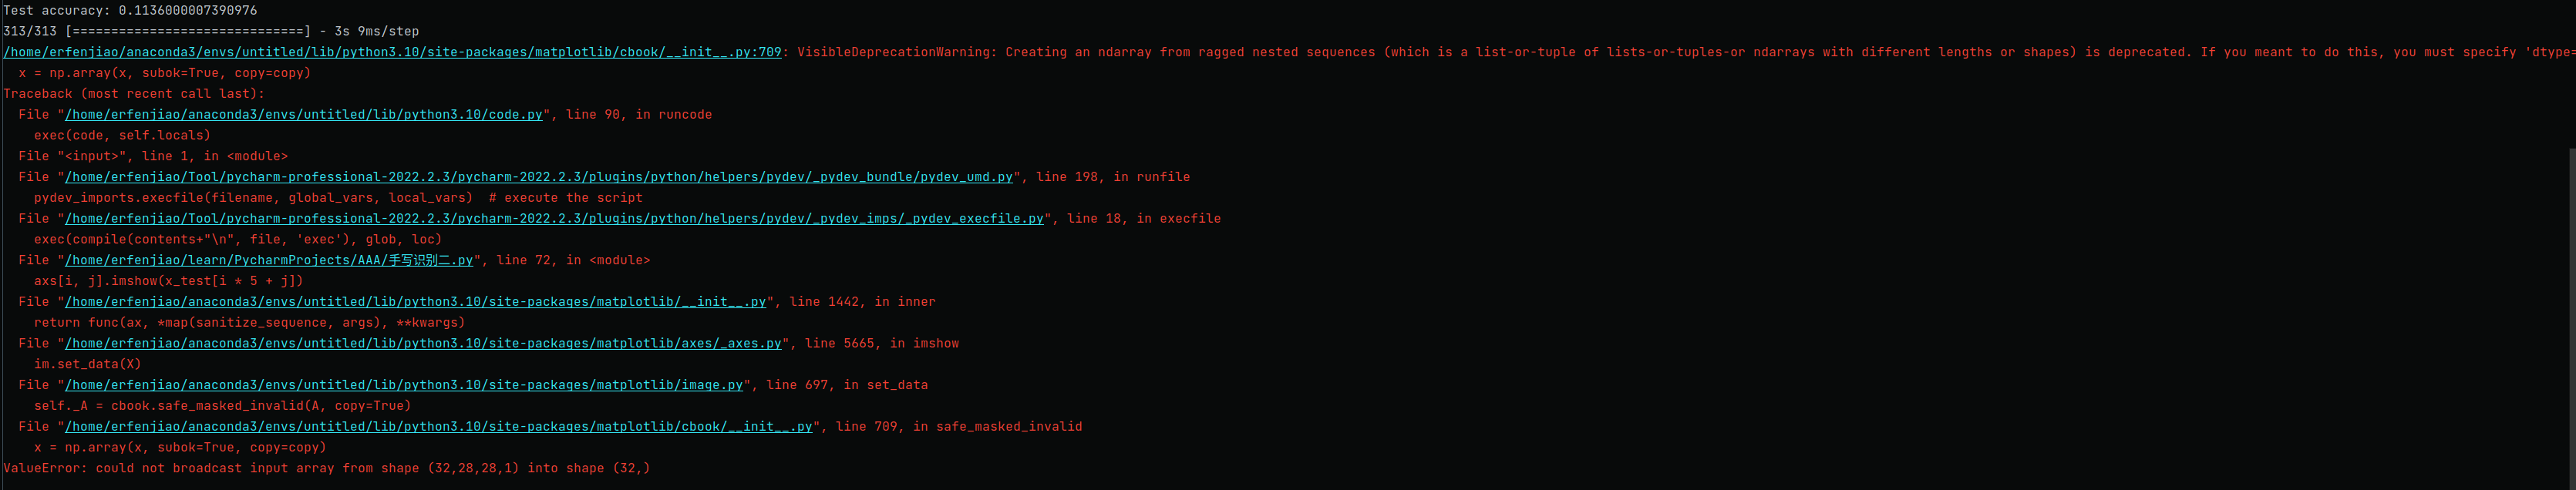 Test accuracy: 0.1136000007390976
313/313 [==============================] - 3s 9ms/step
/home/erfenjiao/anaconda3/envs/untitled/lib/python3.10/site-packages/matplotlib/cbook/__init__.py:709: VisibleDeprecationWarning: Creating an ndarray from ragged nested sequences (which is a list-or-tuple of lists-or-tuples-or ndarrays with different lengths or shapes) is deprecated. If you meant to do this, you must specify 'dtype=
  x = np.array(x, subok=True, copy=copy)
Traceback (most recent call last):
  File "/home/erfenjiao/anaconda3/envs/untitled/lib/python3.10/code.py", line 90, in runcode
    exec(code, self.locals)
  File "<input>", line 1, in <module>
  File "/home/erfenjiao/Tool/pycharm-professional-2022.2.3/pycharm-2022.2.3/plugins/python/helpers/pydev/_pydev_bundle/pydev_umd.py", line 198, in runfile
    pydev_imports.execfile(filename, global_vars, local_vars)  # execute the script
  File "/home/erfenjiao/Tool/pycharm-professional-2022.2.3/pycharm-2022.2.3/plugins/python/helpers/pydev/_pydev_imps/_pydev_execfile.py", line 18, in execfile
    exec(compile(contents+"\n", file, 'exec'), glob, loc)
  File "/home/erfenjiao/learn/PycharmProjects/AAA/手写识别二.py", line 72, in <module>
    axs[i, j].imshow(x_test[i * 5 + j])
  File "/home/erfenjiao/anaconda3/envs/untitled/lib/python3.10/site-packages/matplotlib/__init__.py", line 1442, in inner
    return func(ax, *map(sanitize_sequence, args), **kwargs)
  File "/home/erfenjiao/anaconda3/envs/untitled/lib/python3.10/site-packages/matplotlib/axes/_axes.py", line 5665, in imshow
    im.set_data(X)
  File "/home/erfenjiao/anaconda3/envs/untitled/lib/python3.10/site-packages/matplotlib/image.py", line 697, in set_data
    self._A = cbook.safe_masked_invalid(A, copy=True)
  File "/home/erfenjiao/anaconda3/envs/untitled/lib/python3.10/site-packages/matplotlib/cbook/__init__.py", line 709, in safe_masked_invalid
    x = np.array(x, subok=True, copy=copy)
ValueError: could not broadcast input array from shape (32,28,28,1) into shape (32,)